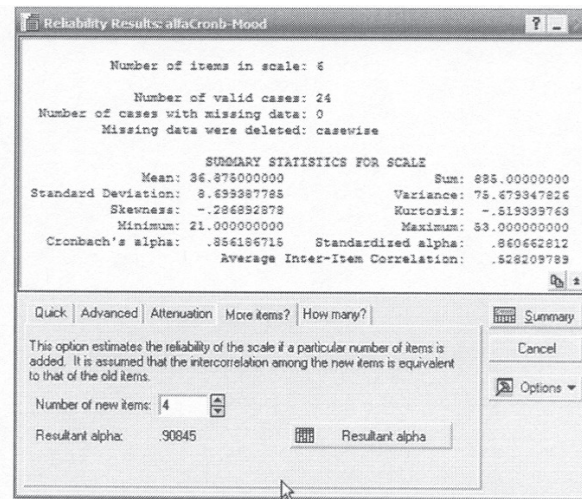 Reliability Results: alfaCronb-Mood
Number of items in scale: 6
Number of valid cases: 24
Number of cases with missing data: 0
Missing data were deleted: casewise
SUMMARY STATISTICS FOR SCALE
Mean: 36.875000000 Sum: 885.00000000
Standard Deviation: 8.699387785 Variance: 75.679347826
Skewness: -.286892878 Kurtosis: -.519339763
Minimum: 21.000000000 Maximum: 53.000000000
Cronbach's alpha: .856186715 Standardized alpha: .860662812
Average Inter-Item Correlation: .528209789
Quick Advanced Attenuation More items? How many?
Summary
This option estimates the reliability of the scale if a particular number of items is
added. It is assumed that the intercorrelation among the new items is equivalent
to that of the old items.
Cancel
Options
Number of new items: 4
Resultant alpha: .90845 Resultant alpha